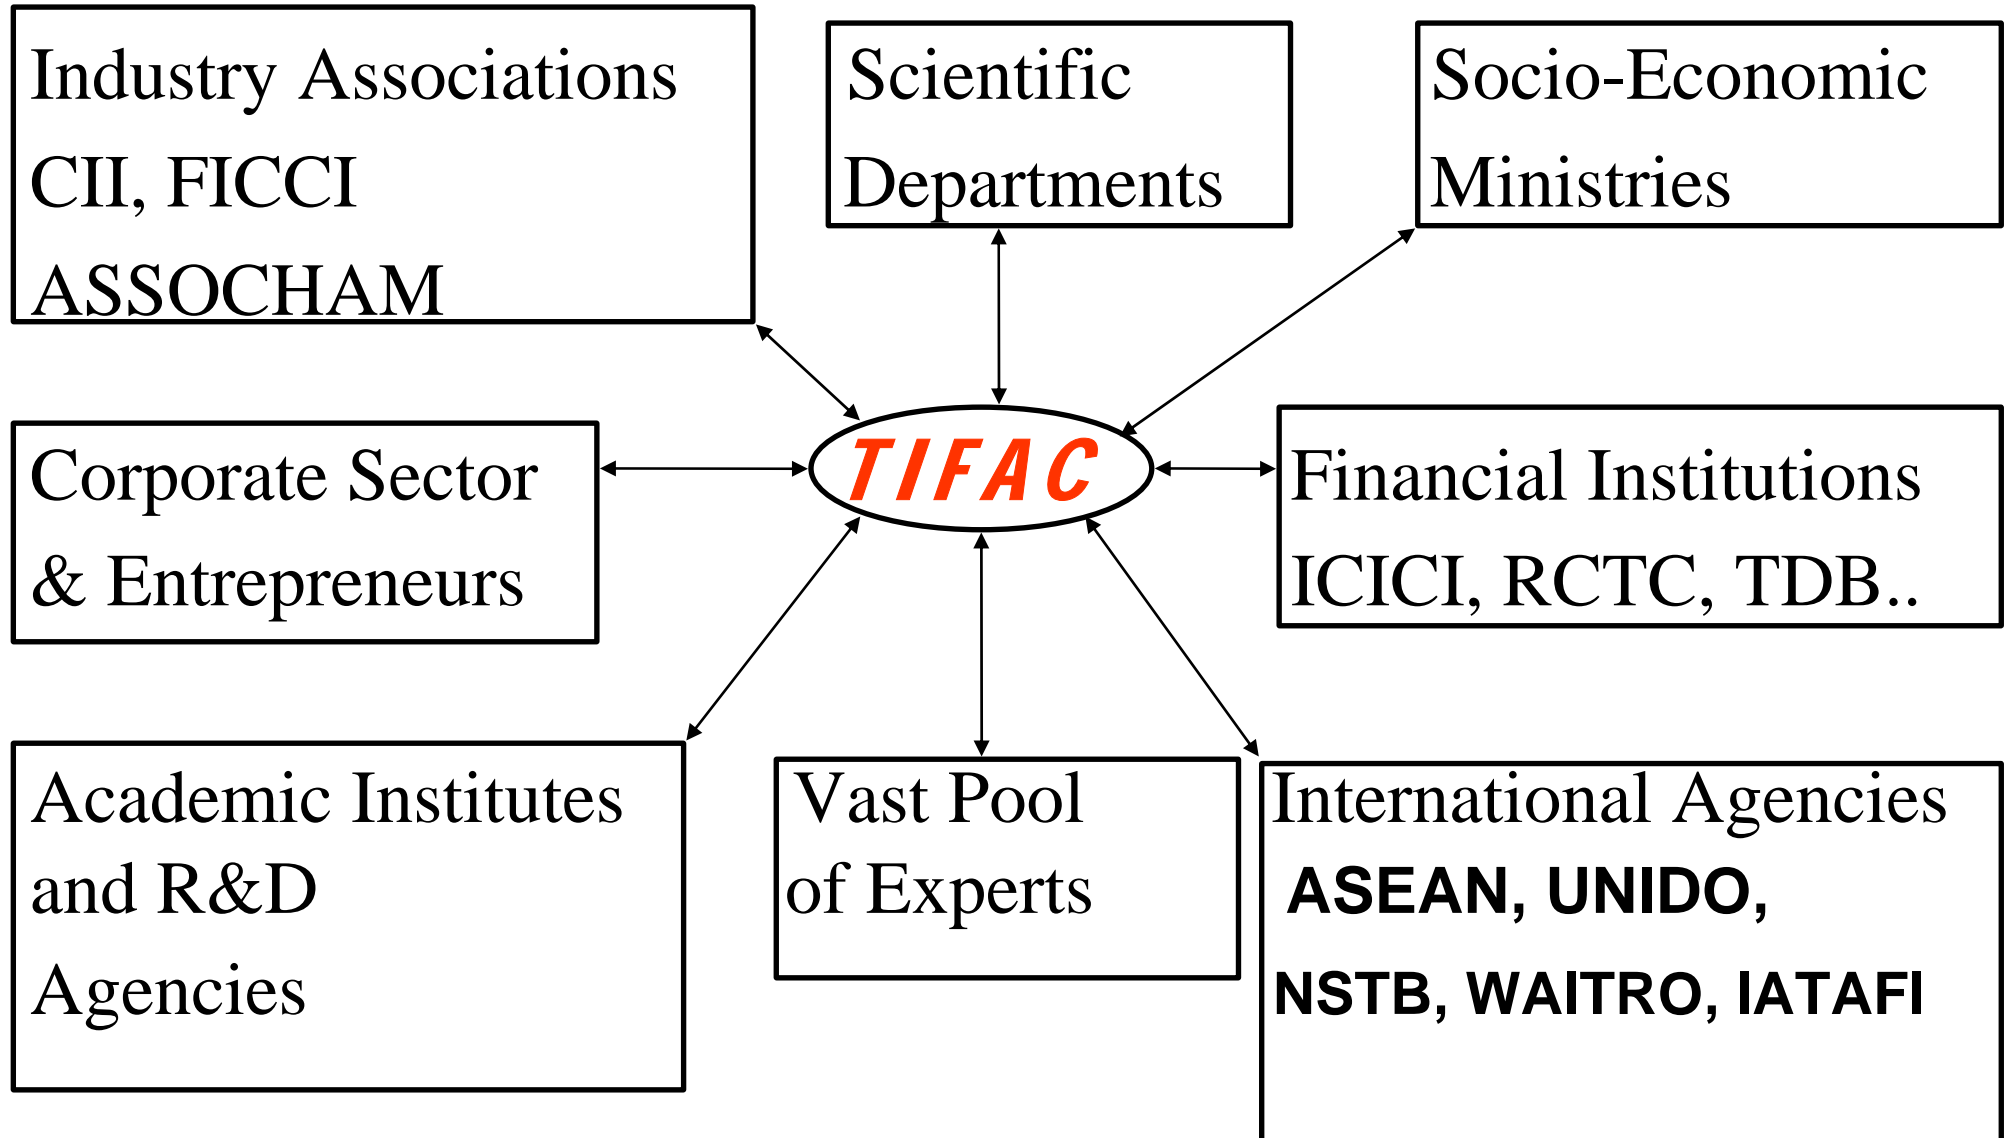 Industry Associations
CII, FICCI
ASSOCHAM
Scientific
Departments
Socio-Economic
Ministries
Corporate Sector
& Entrepreneurs
TIFAC
Financial Institutions
ICICI, RCTC, TDB..
Academic Institutes
and R&D
Agencies
Vast Pool
of Experts
International Agencies
ASEAN, UNIDO,
NSTB, WAITRO, IATAFI